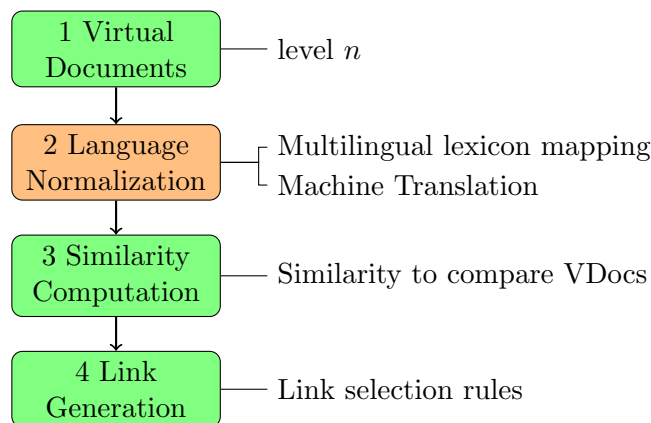 1 Virtual
Documents
level n
2 Language
Normalization
Multilingual lexicon mapping
Machine Translation
3 Similarity
Computation
Similarity to compare VDocs
4 Link
Generation
Link selection rules